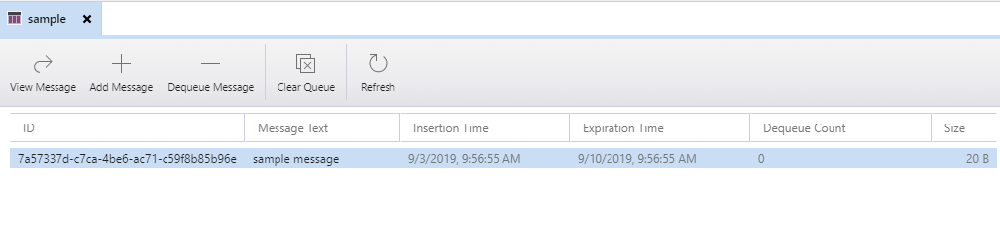 sample
View Message Add Message Dequeue Message Clear Queue Refresh
ID Message Text Insertion Time Expiration Time Dequeue Count Size
7a57337d-c7ca-4be6-ac71-c59f8b85b96e sample message 9/3/2019, 9:56:55 AM 9/10/2019, 9:56:55 AM 0 20 B